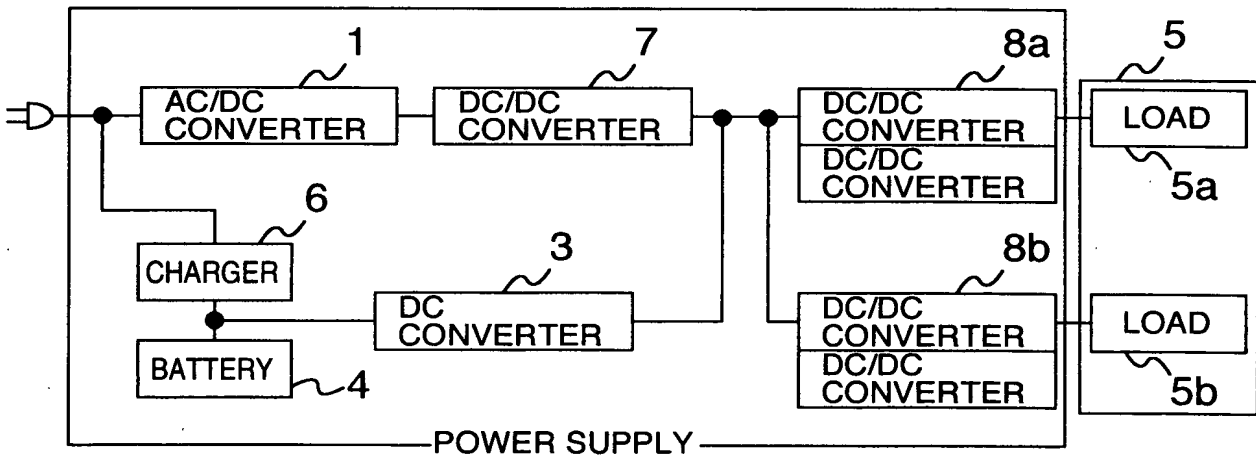 1
7
8a
5
AC/DC
CONVERTER
DC/DC
CONVERTER
DC/DC
CONVERTER
DC/DC
CONVERTER
LOAD
5a
6
CHARGER
3
DC
CONVERTER
BATTERY
4
8b
DC/DC
CONVERTER
DC/DC
CONVERTER
LOAD
5b
POWER SUPPLY